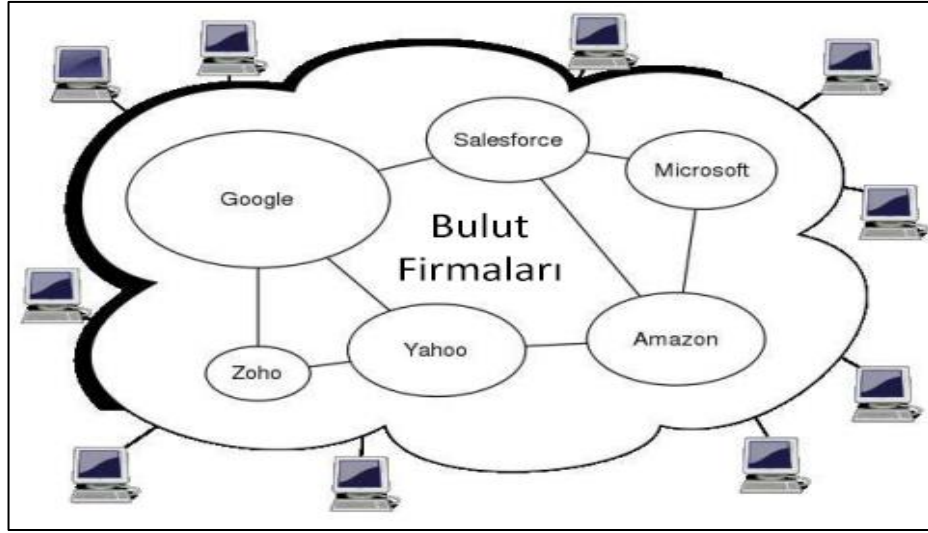 Salesforce
Microsoft
Google
Bulut
Firmaları
Amazon
Yahoo
Zoho